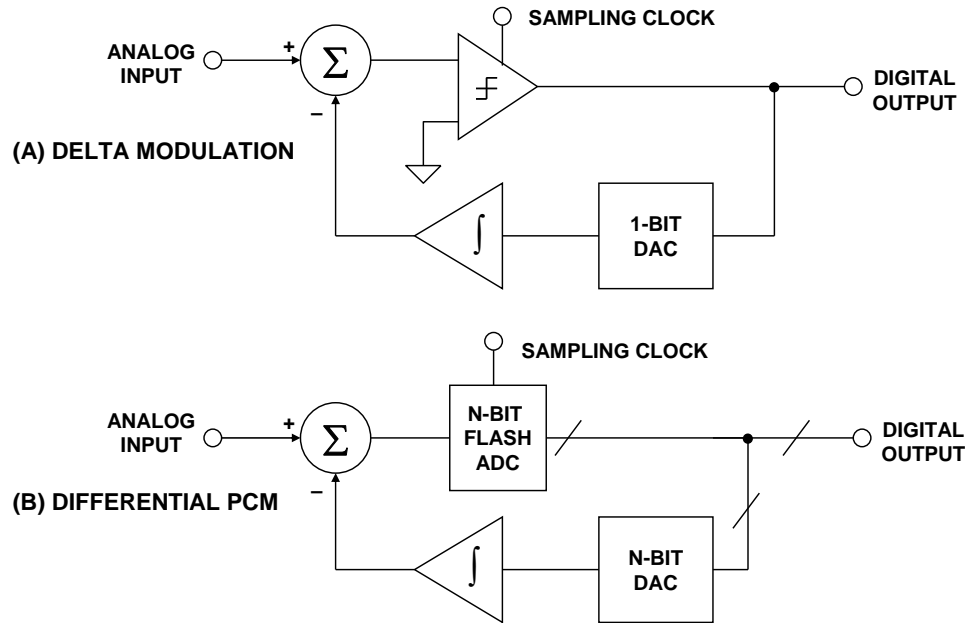 SAMPLING CLOCK
ANALOG
INPUT
+
Σ
–
DIGITAL
OUTPUT
(A) DELTA MODULATION
∫
1-BIT
DAC
SAMPLING CLOCK
ANALOG
INPUT
+
Σ
–
N-BIT
FLASH
ADC
DIGITAL
OUTPUT
(B) DIFFERENTIAL PCM
∫
N-BIT
DAC